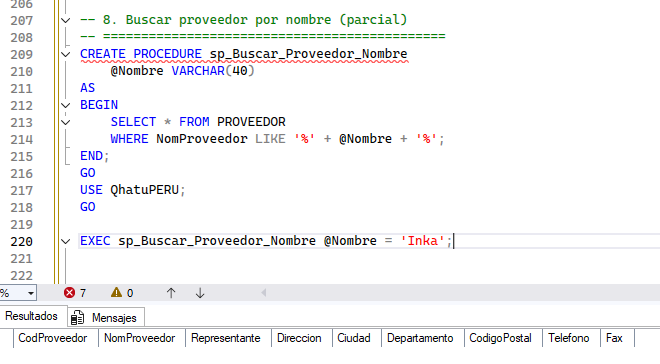 206
207 -- 8. Buscar proveedor por nombre (parcial)
208 -- ============================================
209 CREATE PROCEDURE sp_Buscar_Proveedor_Nombre
210 @Nombre VARCHAR(40)
211 AS
212 BEGIN
213 SELECT * FROM PROVEEDOR
214 WHERE NomProveedor LIKE '%' + @Nombre + '%';
215 END;
216 GO
217 USE QhatuPERU;
218 GO
219
220 EXEC sp_Buscar_Proveedor_Nombre @Nombre = 'Inka';
221
222
% 7 0
Resultados Mensajes
CodProveedor NomProveedor Representante Direccion Ciudad Departamento CodigoPostal Telefono Fax